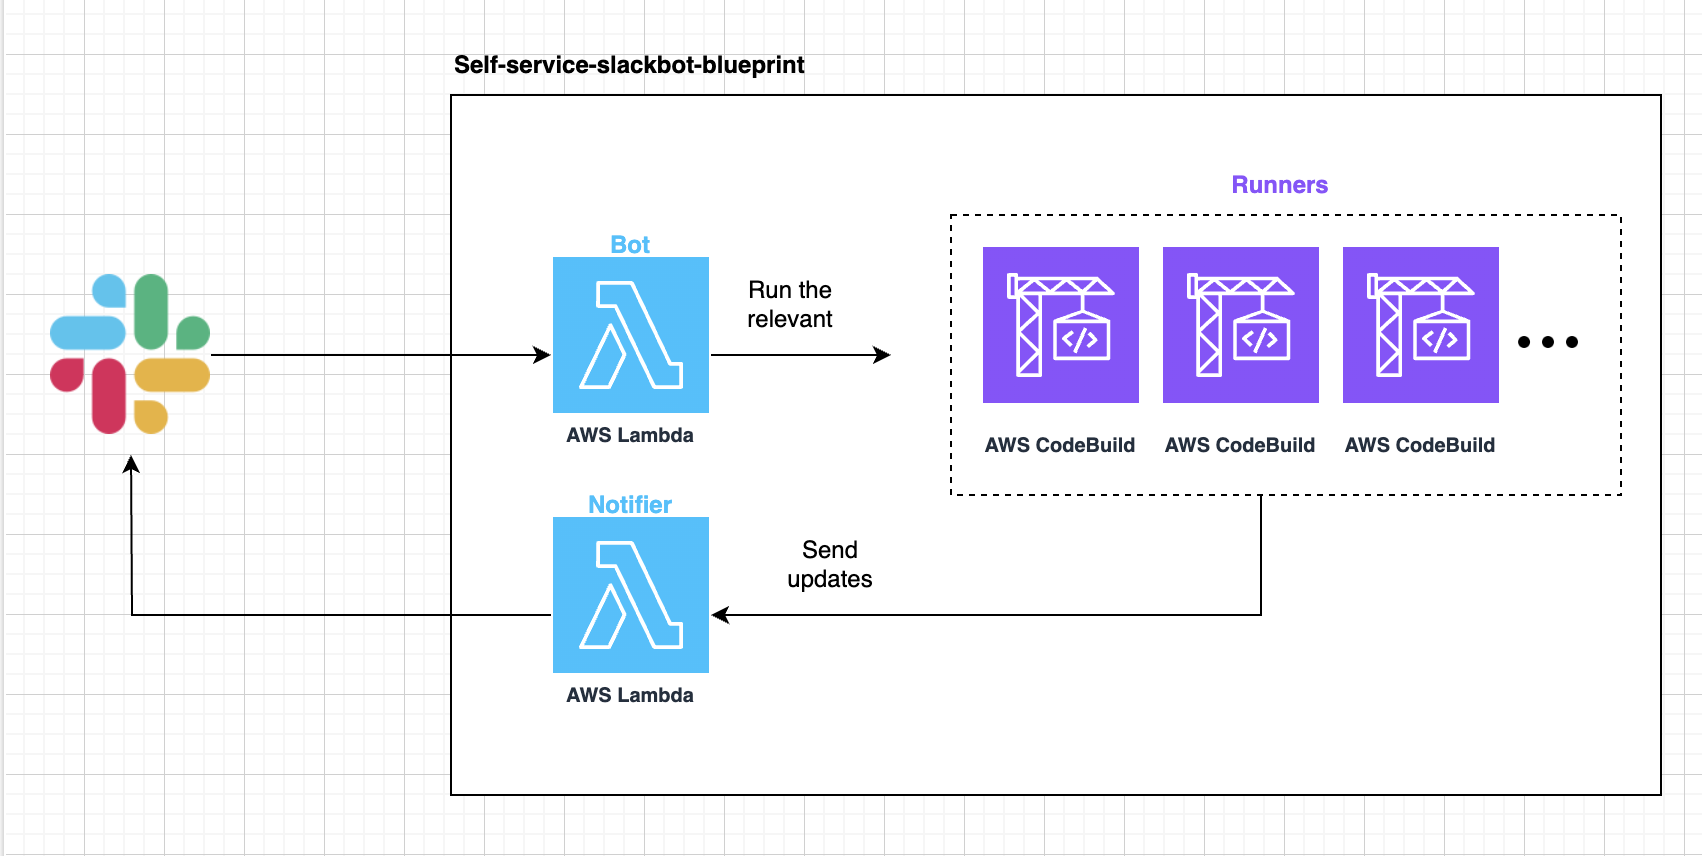 Self-service-slackbot-blueprint
Runners
Bot
Run the
relevant
</>
</>
</>
AWS Lambda
AWS CodeBuild
AWS CodeBuild
AWS CodeBuild
Notifier
Send
updates
AWS Lambda